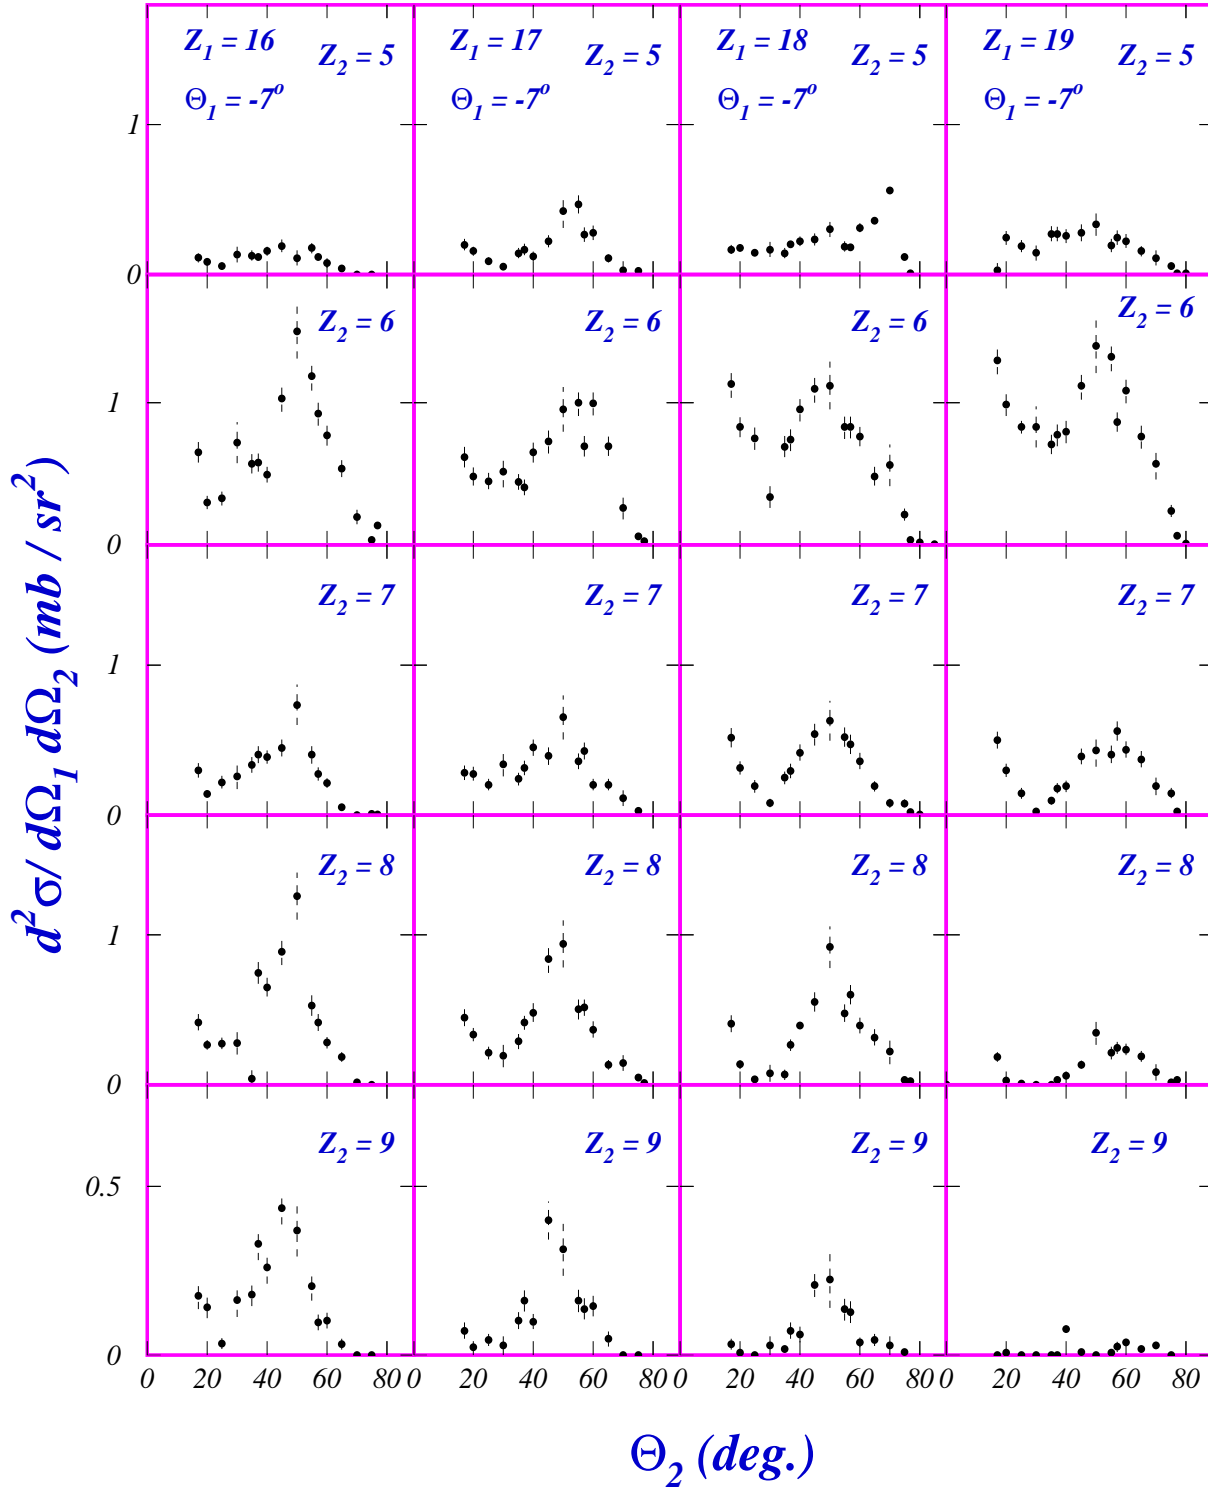 Z₁ = 16 Z₂ = 5 Z₁ = 17 Z₂ = 5 Z₁ = 18 Z₂ = 5 Z₁ = 19 Z₂ = 5
Θ₁ = -7° Θ₁ = -7° Θ₁ = -7° Θ₁ = -7°
1
0
Z₂ = 6 Z₂ = 6 Z₂ = 6 Z₂ = 6
1
0
Z₂ = 7 Z₂ = 7 Z₂ = 7 Z₂ = 7
1
0
Z₂ = 8 Z₂ = 8 Z₂ = 8 Z₂ = 8
1
0
Z₂ = 9 Z₂ = 9 Z₂ = 9 Z₂ = 9
0.5
0
0 20 40 60 80 0 20 40 60 80 0 20 40 60 80 0 20 40 60 80
d²σ/ dΩ₁ dΩ₂ (mb / sr²)
Θ₂ (deg.)